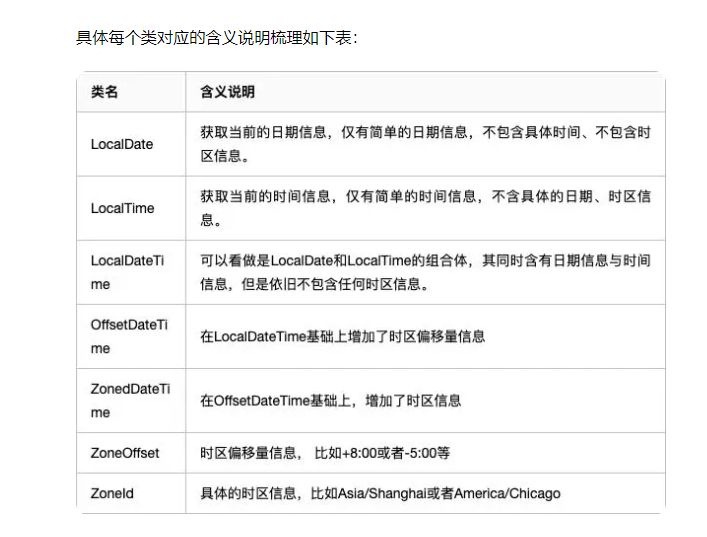 具体每个类对应的含义说明梳理如下表：
类名 含义说明
LocalDate 获取当前的日期信息，仅有简单的日期信息，不包含具体时间、不包含时
区信息。
LocalTime 获取当前的时间信息，仅有简单的时间信息，不含具体的日期、时区信
息。
LocalDateTi 可以看做是LocalDate和LocalTime的组合体，其同时含有日期信息与时间
me 信息，但是依旧不包含任何时区信息。
OffsetDateTi
me
在LocalDateTime基础上增加了时区偏移量信息
ZonedDateTi
me
在OffsetDateTime基础上，增加了时区信息
ZoneOffset 时区偏移量信息， 比如+8:00或者-5:00等
ZoneId 具体的时区信息，比如Asia/Shanghai或者America/Chicago